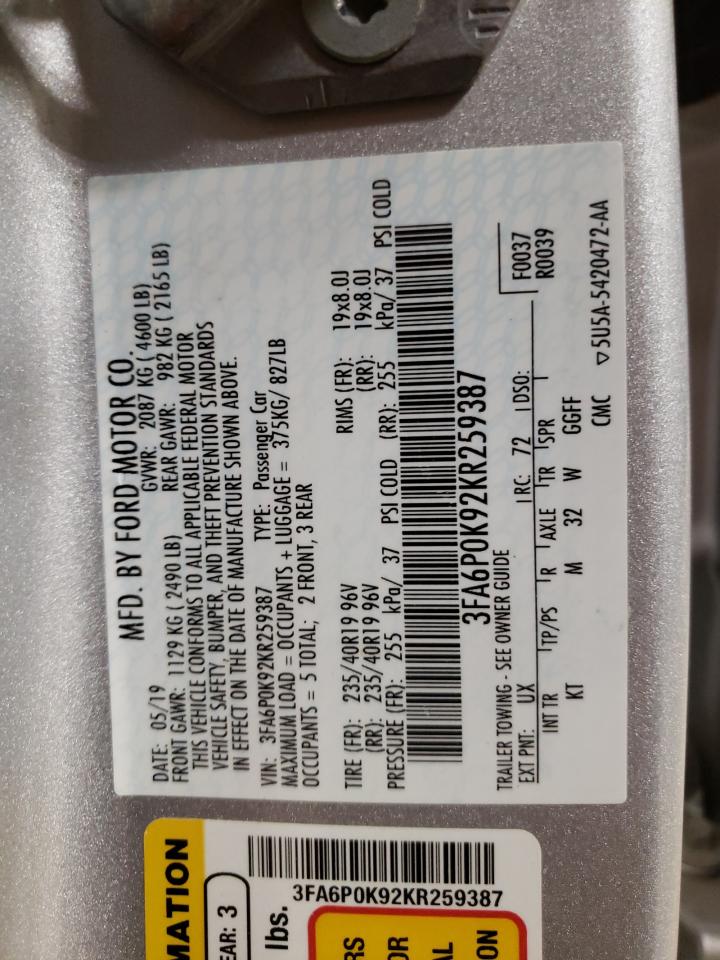 MFD. BY FORD MOTOR CO.
DATE: 05/19 GVWR: 2087 KG ( 4600 LB)
FRONT GAWR: 1129 KG ( 2490 LB) REAR GAWR: 982 KG ( 2165 LB)
THIS VEHICLE CONFORMS TO ALL APPLICABLE FEDERAL MOTOR
VEHICLE SAFETY, BUMPER, AND THEFT PREVENTION STANDARDS
IN EFFECT ON THE DATE OF MANUFACTURE SHOWN ABOVE.
VIN: 3FA6P0K92KR259387 TYPE: Passenger Car
MAXIMUM LOAD = OCCUPANTS + LUGGAGE = 375KG/ 827LB
OCCUPANTS = 5 TOTAL; 2 FRONT, 3 REAR
TIRE (FR): 235/40R19 96V RIMS (FR): 19x8.0J
(RR): 235/40R19 96V (RR): 19x8.0J
PRESSURE (FR): 255 kPa/ 37 PSI COLD (RR): 255 kPa/ 37 PSI COLD
3FA6P0K92KR259387
TRAILER TOWING - SEE OWNER GUIDE F0037
EXT PNT: UX RC: 72 DSO: R0039
INT TR TP/PS R AXLE TR SPR
KT M 32 W GGFF
CMC ▽5U5A-5420472-AA
MATION
EAR: 3
3FA6P0K92KR259387
lbs.
RS
OR
AL
ON